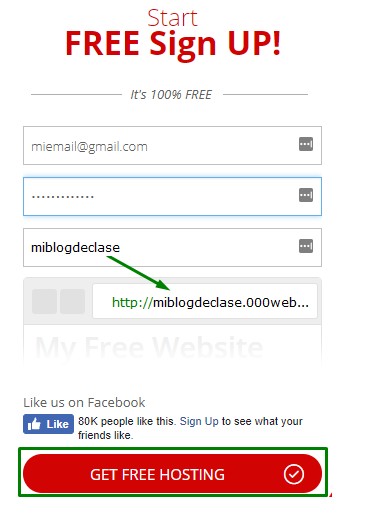 Start
FREE Sign UP!
It's 100% FREE
miemail@gmail.com
•••••••••••••
miblogdeclase
http://miblogdeclase.000web...
My Free Website
Like us on Facebook
Like
80K people like this. Sign Up to see what your
friends like.
GET FREE HOSTING